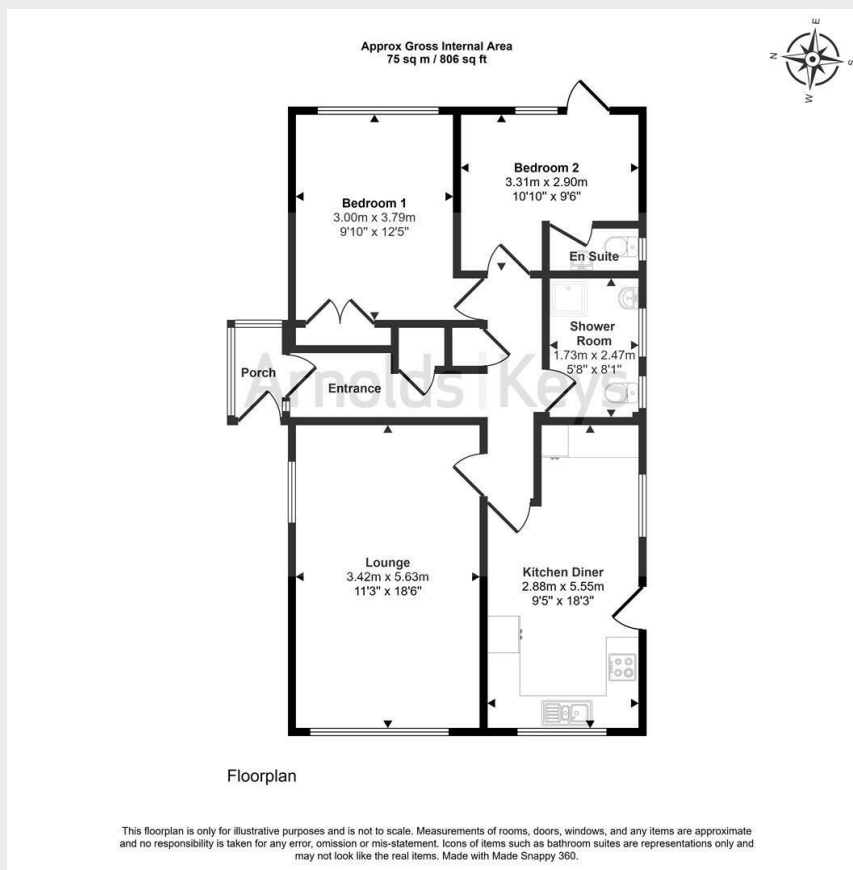 Approx Gross Internal Area
75 sq m / 806 sq ft
E
N
S
W
Bedroom 1
3.00m x 3.79m
9'10" x 12'5"
Bedroom 2
3.31m x 2.90m
10'10" x 9'6"
En Suite
Shower
Room
1.73m x 2.47m
5'8" x 8'1"
Porch
Entrance
Arnolds | Keys
Lounge
3.42m x 5.63m
11'3" x 18'6"
Kitchen Diner
2.88m x 5.55m
9'5" x 18'3"
Floorplan
This floorplan is only for illustrative purposes and is not to scale. Measurements of rooms, doors, windows, and any items are approximate
and no responsibility is taken for any error, omission or mis-statement. Icons of items such as bathroom suites are representations only and
may not look like the real items. Made with Made Snappy 360.